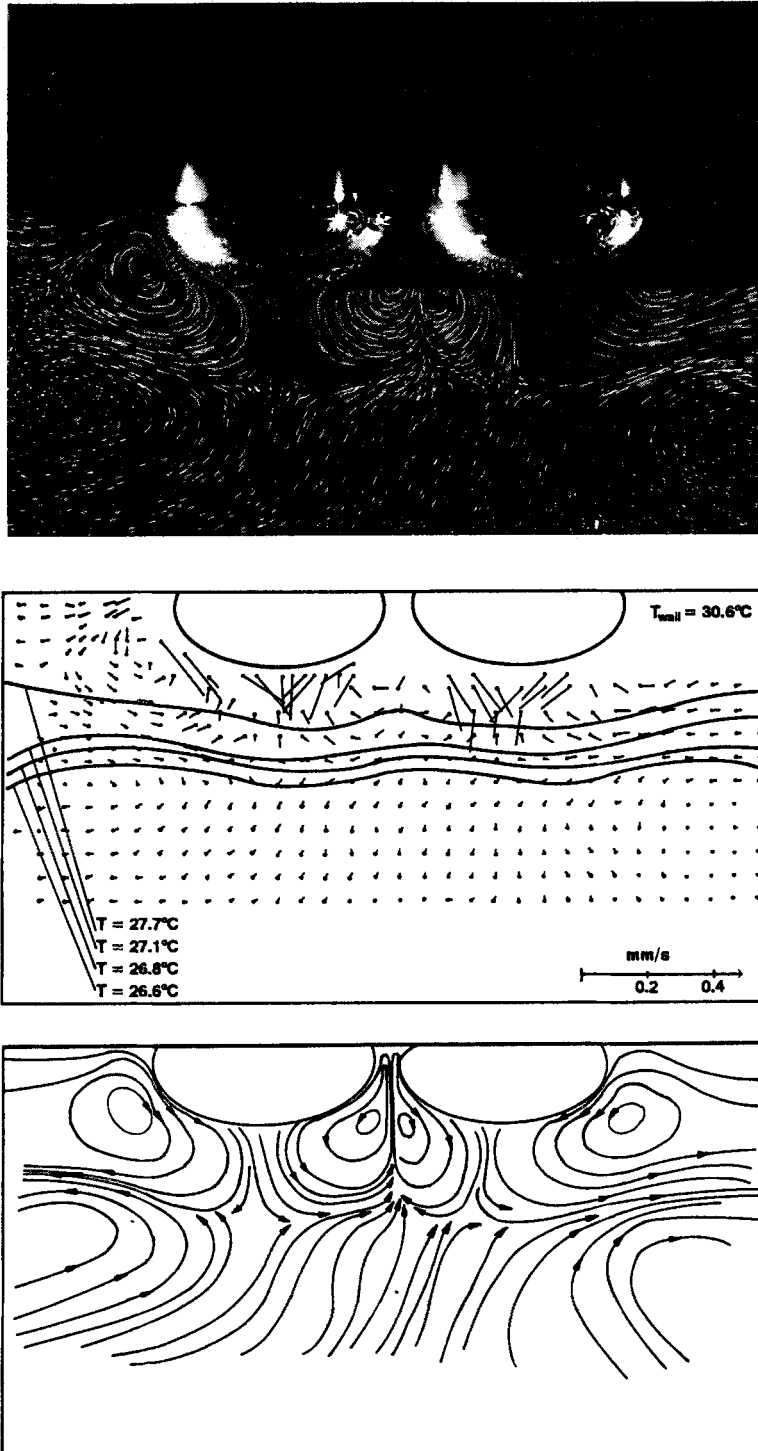 T_wall = 30.6°C
T = 27.7°C
T = 27.1°C
T = 26.8°C
T = 26.6°C
mm/s
0.2 0.4